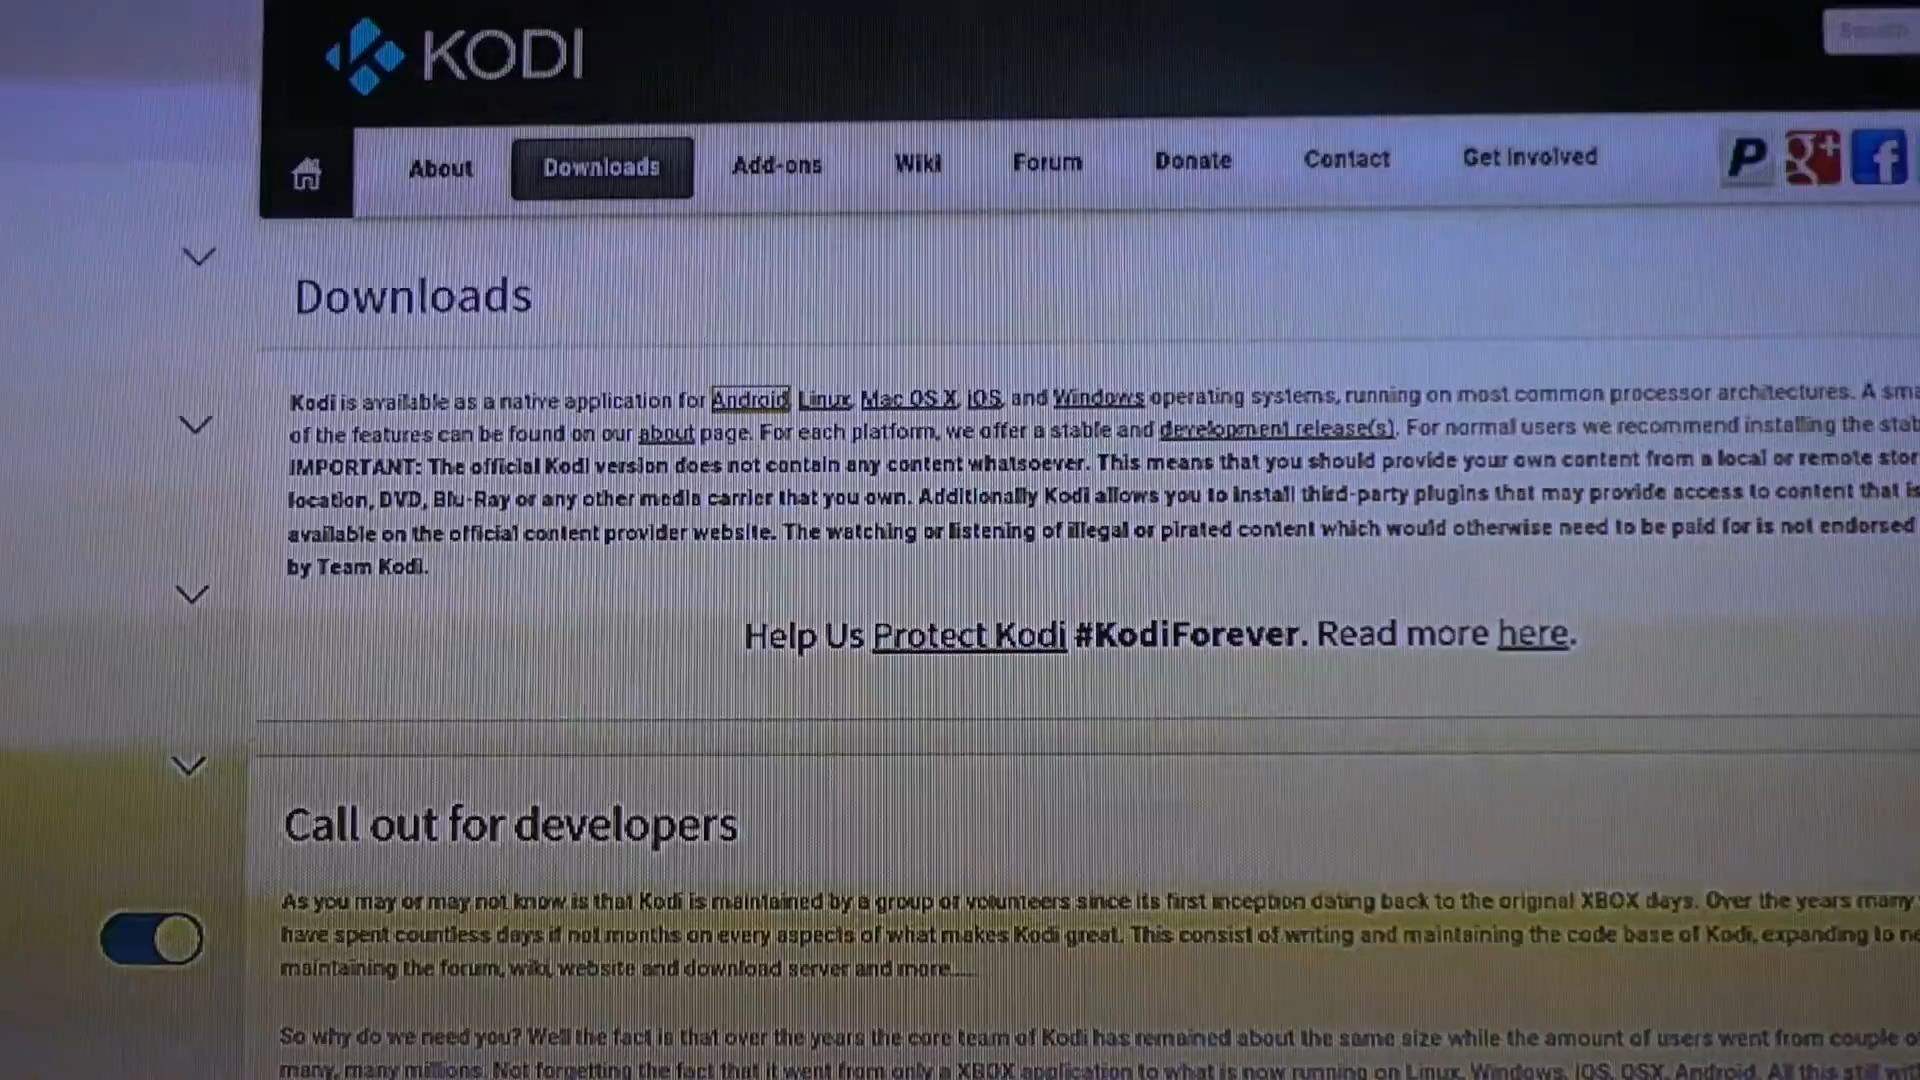 KODI
About Downloads Add-ons Wiki Forum Donate Contact Get Involved
Downloads
Kodi is available as a native application for Android, Linux, Mac OS X, iOS, and Windows operating systems, running on most common processor architectures. A
of the features can be found on our about page. For each platform, we offer a stable and development release(s). For normal users we recommend installing the
IMPORTANT: The official Kodi version does not contain any content whatsoever. This means that you should provide your own content from a local or remote
location, DVD, Blu-Ray or any other media carrier that you own. Additionally Kodi allows you to install third-party plugins that may provide access to content that is
available on the official content provider website. The watching or listening of illegal or pirated content which would otherwise need to be paid for is not endorsed
by Team Kodi.
Help Us Protect Kodi #KodiForever. Read more here.
Call out for developers
As you may or may not know is that Kodi is maintained by a group of volunteers since its first inception dating back to the original XBOX days. Over the years many
have spent countless days if not months on every aspects of what makes Kodi great. This consist of writing and maintaining the code base of Kodi, expanding to
maintaining the forum, wiki, website and download server and more.....
So why do we need you? Well the fact is that over the years the core team of Kodi has remained about the same size while the amount of users went from couple
many, many millions. Not forgetting the fact that it went from only a XBOX application to what is now running on Linux, Windows, iOS, OSX, Android. All this still